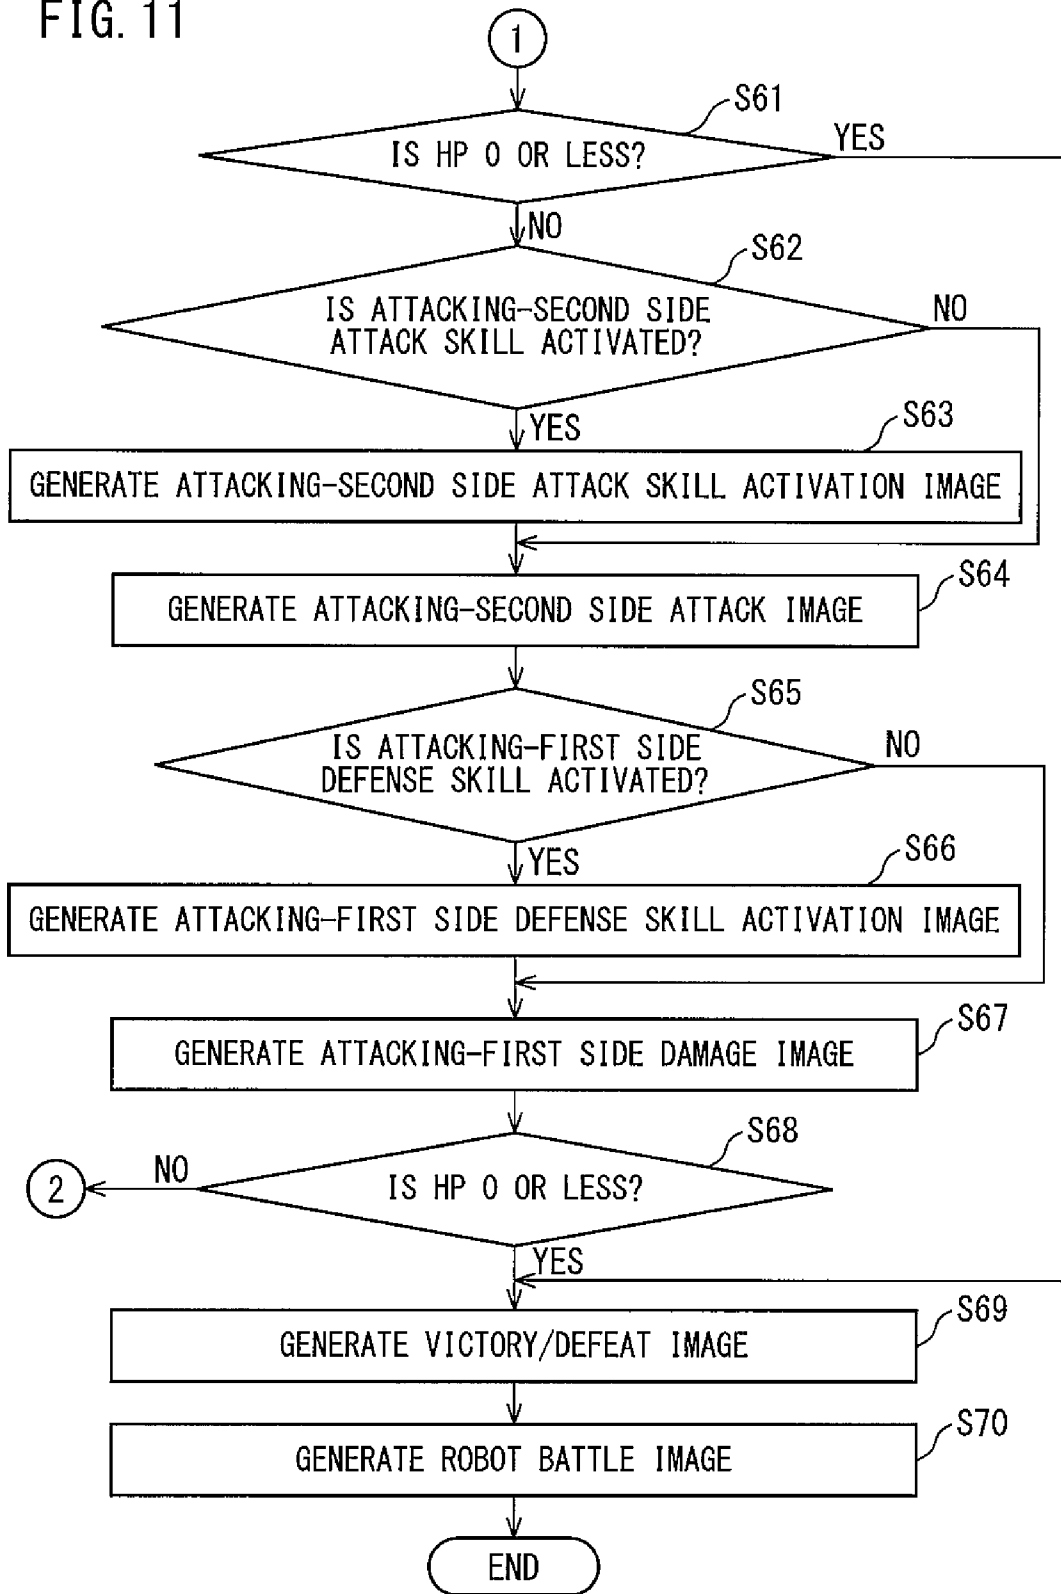 FIG. 11
1
S61
IS HP 0 OR LESS?
YES
NO
S62
IS ATTACKING-SECOND SIDE
ATTACK SKILL ACTIVATED?
NO
YES
S63
GENERATE ATTACKING-SECOND SIDE ATTACK SKILL ACTIVATION IMAGE
S64
GENERATE ATTACKING-SECOND SIDE ATTACK IMAGE
S65
IS ATTACKING-FIRST SIDE
DEFENSE SKILL ACTIVATED?
NO
YES
S66
GENERATE ATTACKING-FIRST SIDE DEFENSE SKILL ACTIVATION IMAGE
S67
GENERATE ATTACKING-FIRST SIDE DAMAGE IMAGE
S68
IS HP 0 OR LESS?
NO
2
YES
S69
GENERATE VICTORY/DEFEAT IMAGE
S70
GENERATE ROBOT BATTLE IMAGE
END